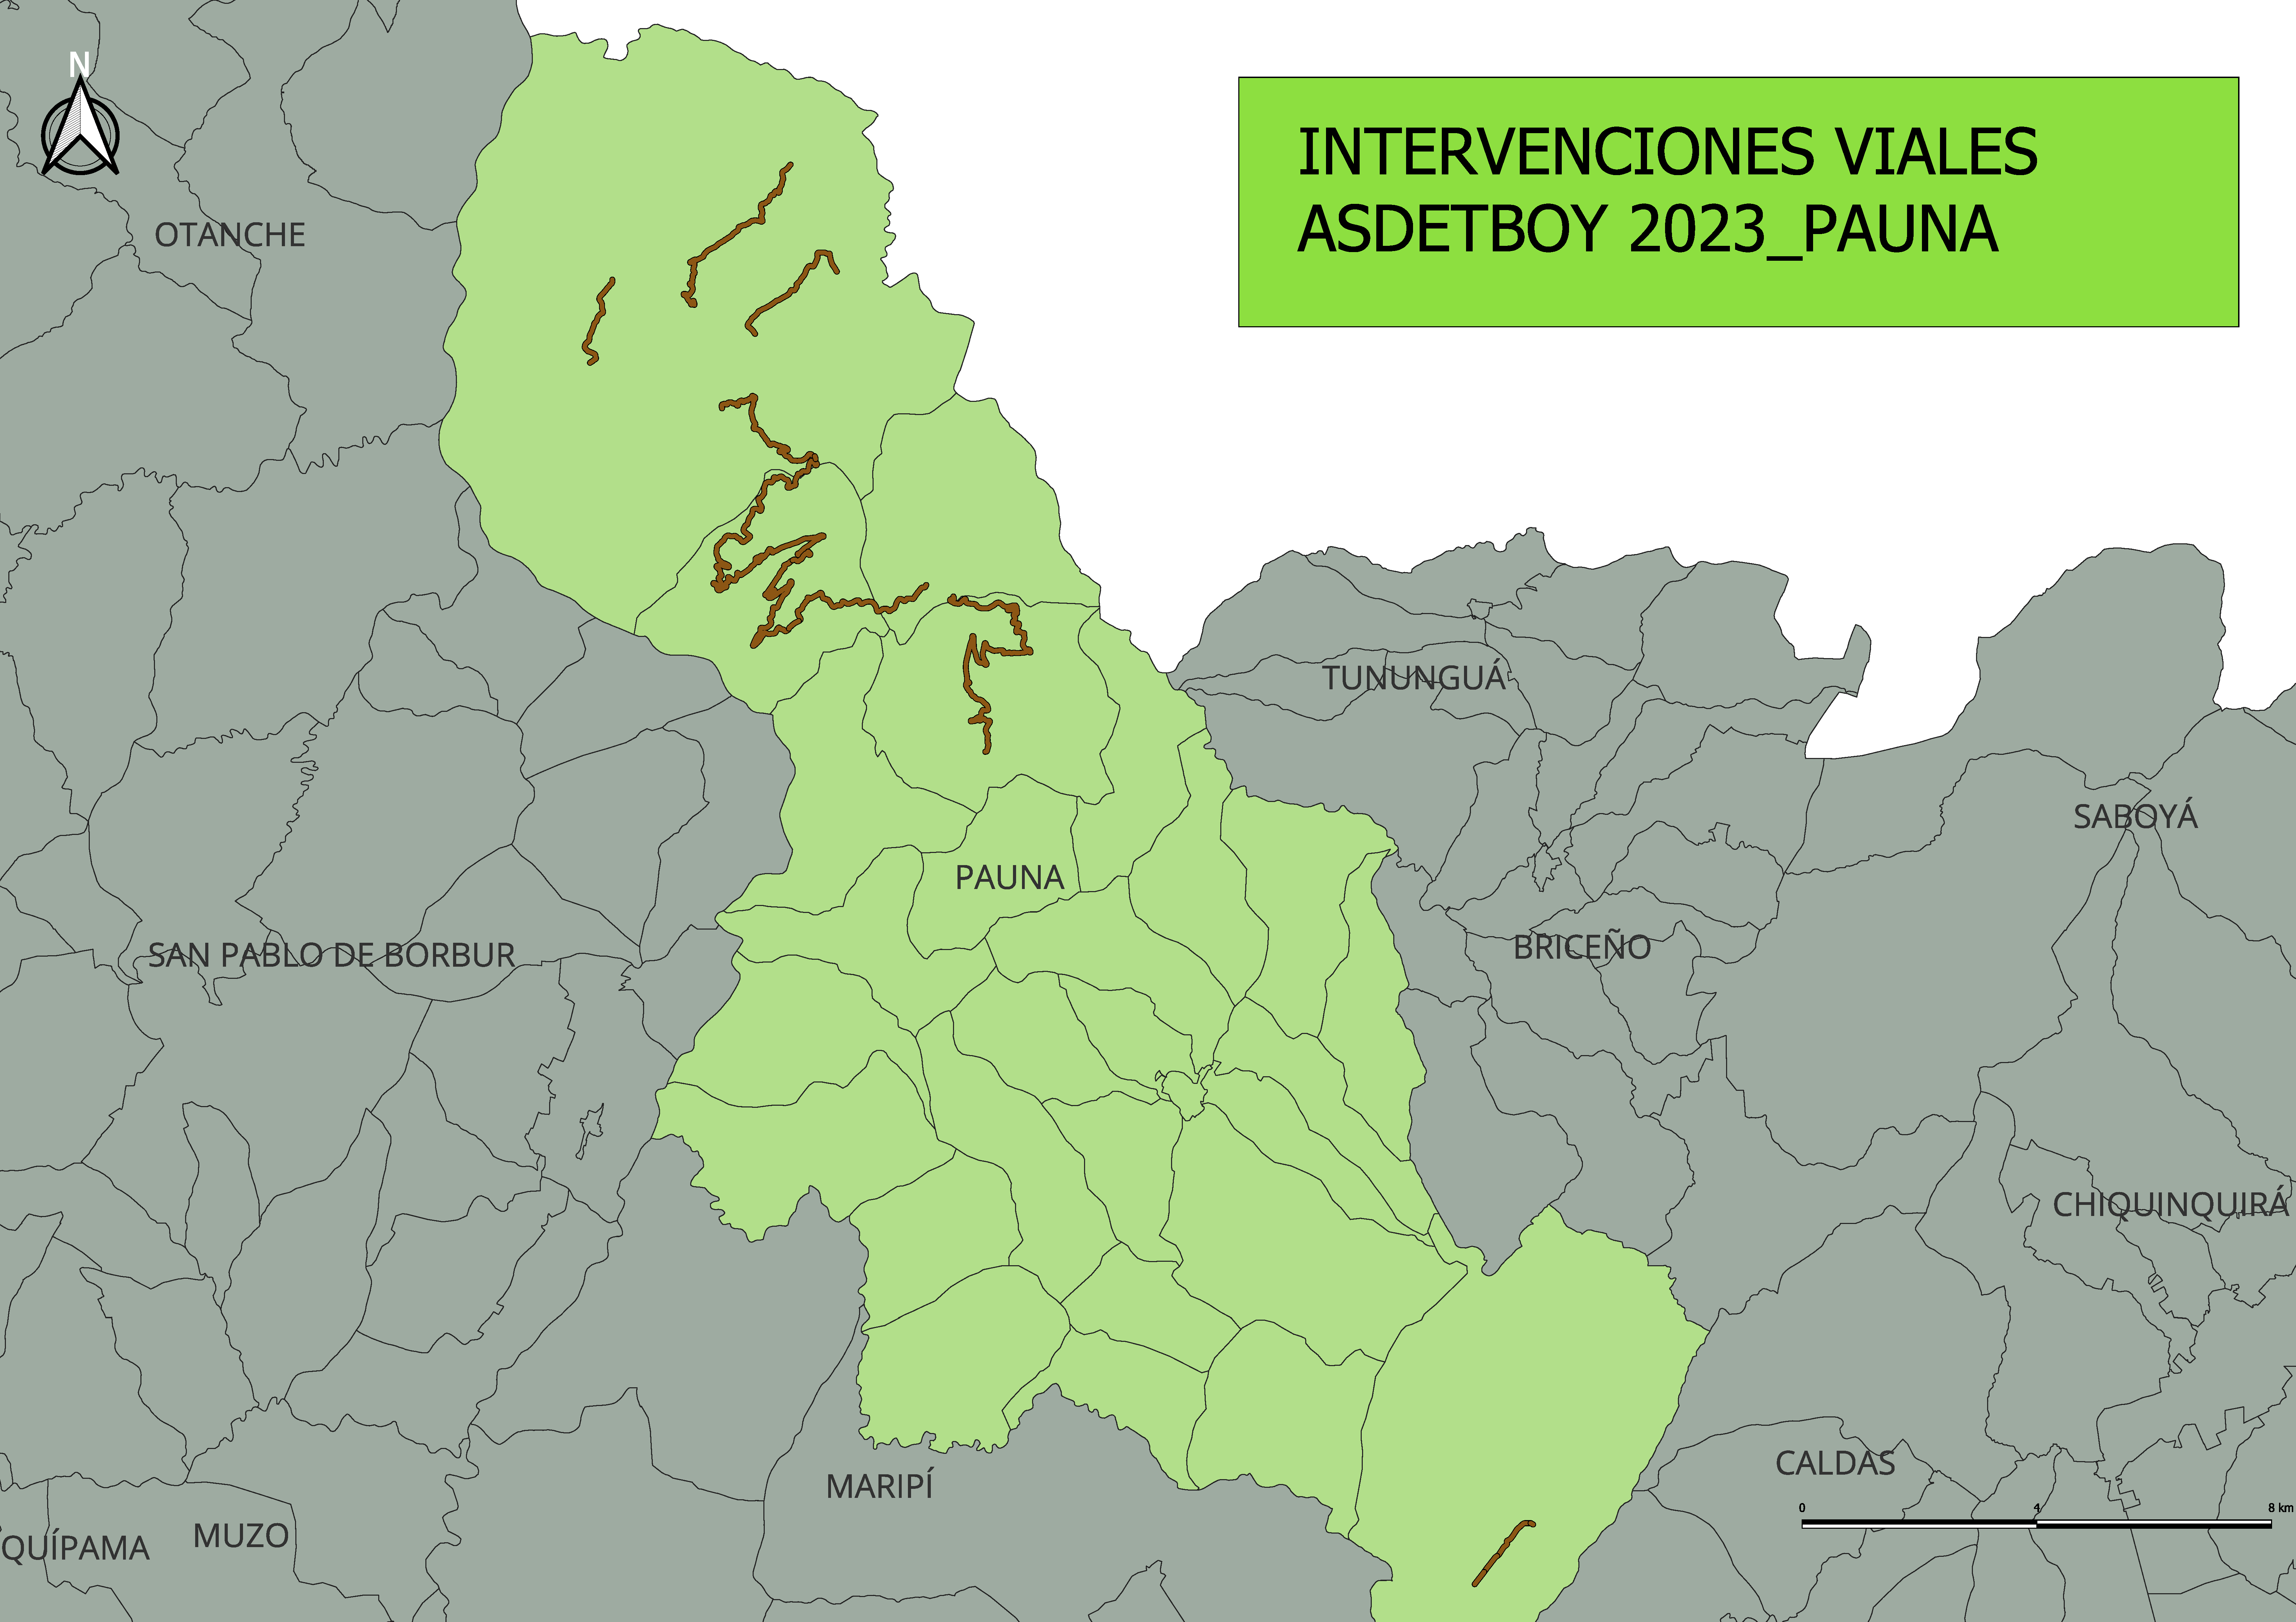 N
INTERVENCIONES VIALES
ASDETBOY 2023_PAUNA
OTANCHE
TUNUNGUÁ
SABOYÁ
PAUNA
BRICEÑO
SAN PABLO DE BORBUR
CHIQUINQUIRÁ
CALDAS
MARIPÍ
0 4 8 km
MUZO
QUÍPAMA